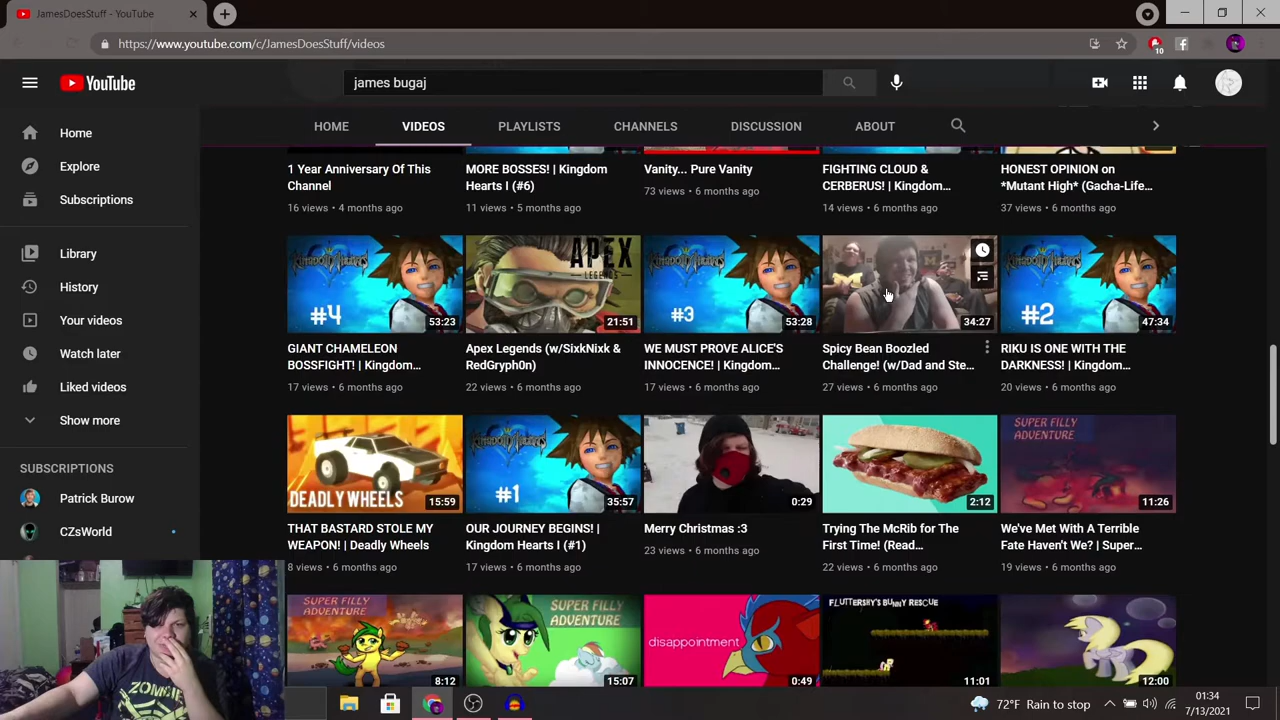 JamesDoesStuff - YouTube
https://www.youtube.com/c/JamesDoesStuff/videos
10
YouTube
james bugaj
HOME VIDEOS PLAYLISTS CHANNELS DISCUSSION ABOUT
Home
Explore
Subscriptions
Library
History
Your videos
Watch later
Liked videos
Show more
SUBSCRIPTIONS
Patrick Burow
CZsWorld
1 Year Anniversary Of This
Channel
16 views • 4 months ago
MORE BOSSES! | Kingdom
Hearts I (#6)
11 views • 5 months ago
Vanity... Pure Vanity
73 views • 6 months ago
FIGHTING CLOUD &
CERBERUS! | Kingdom...
14 views • 6 months ago
HONEST OPINION on
*Mutant High* (Gacha-Life...
37 views • 6 months ago
KINGDOM HEARTS
#4
53:23
GIANT CHAMELEON
BOSSFIGHT! | Kingdom...
17 views • 6 months ago
APEX
LEGENDS
21:51
Apex Legends (w/SixkNixk &
RedGryph0n)
22 views • 6 months ago
KINGDOM HEARTS
#3
53:28
WE MUST PROVE ALICE'S
INNOCENCE! | Kingdom...
17 views • 6 months ago
34:27
Spicy Bean Boozled
Challenge! (w/Dad and Ste...
27 views • 6 months ago
KINGDOM HEARTS
#2
47:34
RIKU IS ONE WITH THE
DARKNESS! | Kingdom...
20 views • 6 months ago
DEADLY WHEELS
15:59
THAT BASTARD STOLE MY
WEAPON! | Deadly Wheels
8 views • 6 months ago
KINGDOM HEARTS
#1
35:57
OUR JOURNEY BEGINS! |
Kingdom Hearts I (#1)
17 views • 6 months ago
0:29
Merry Christmas :3
23 views • 6 months ago
2:12
Trying The McRib for The
First Time! (Read...
22 views • 6 months ago
SUPER FILLY
ADVENTURE
11:26
We've Met With A Terrible
Fate Haven't We? | Super...
19 views • 6 months ago
SUPER FILLY
ADVENTURE
8:12
SUPER FILLY
ADVENTURE
15:07
disappointment
0:49
FLUTTERSHY'S BUNNY RESCUE
11:01
12:00
ZOMBIE
72°F Rain to stop
01:34
7/13/2021